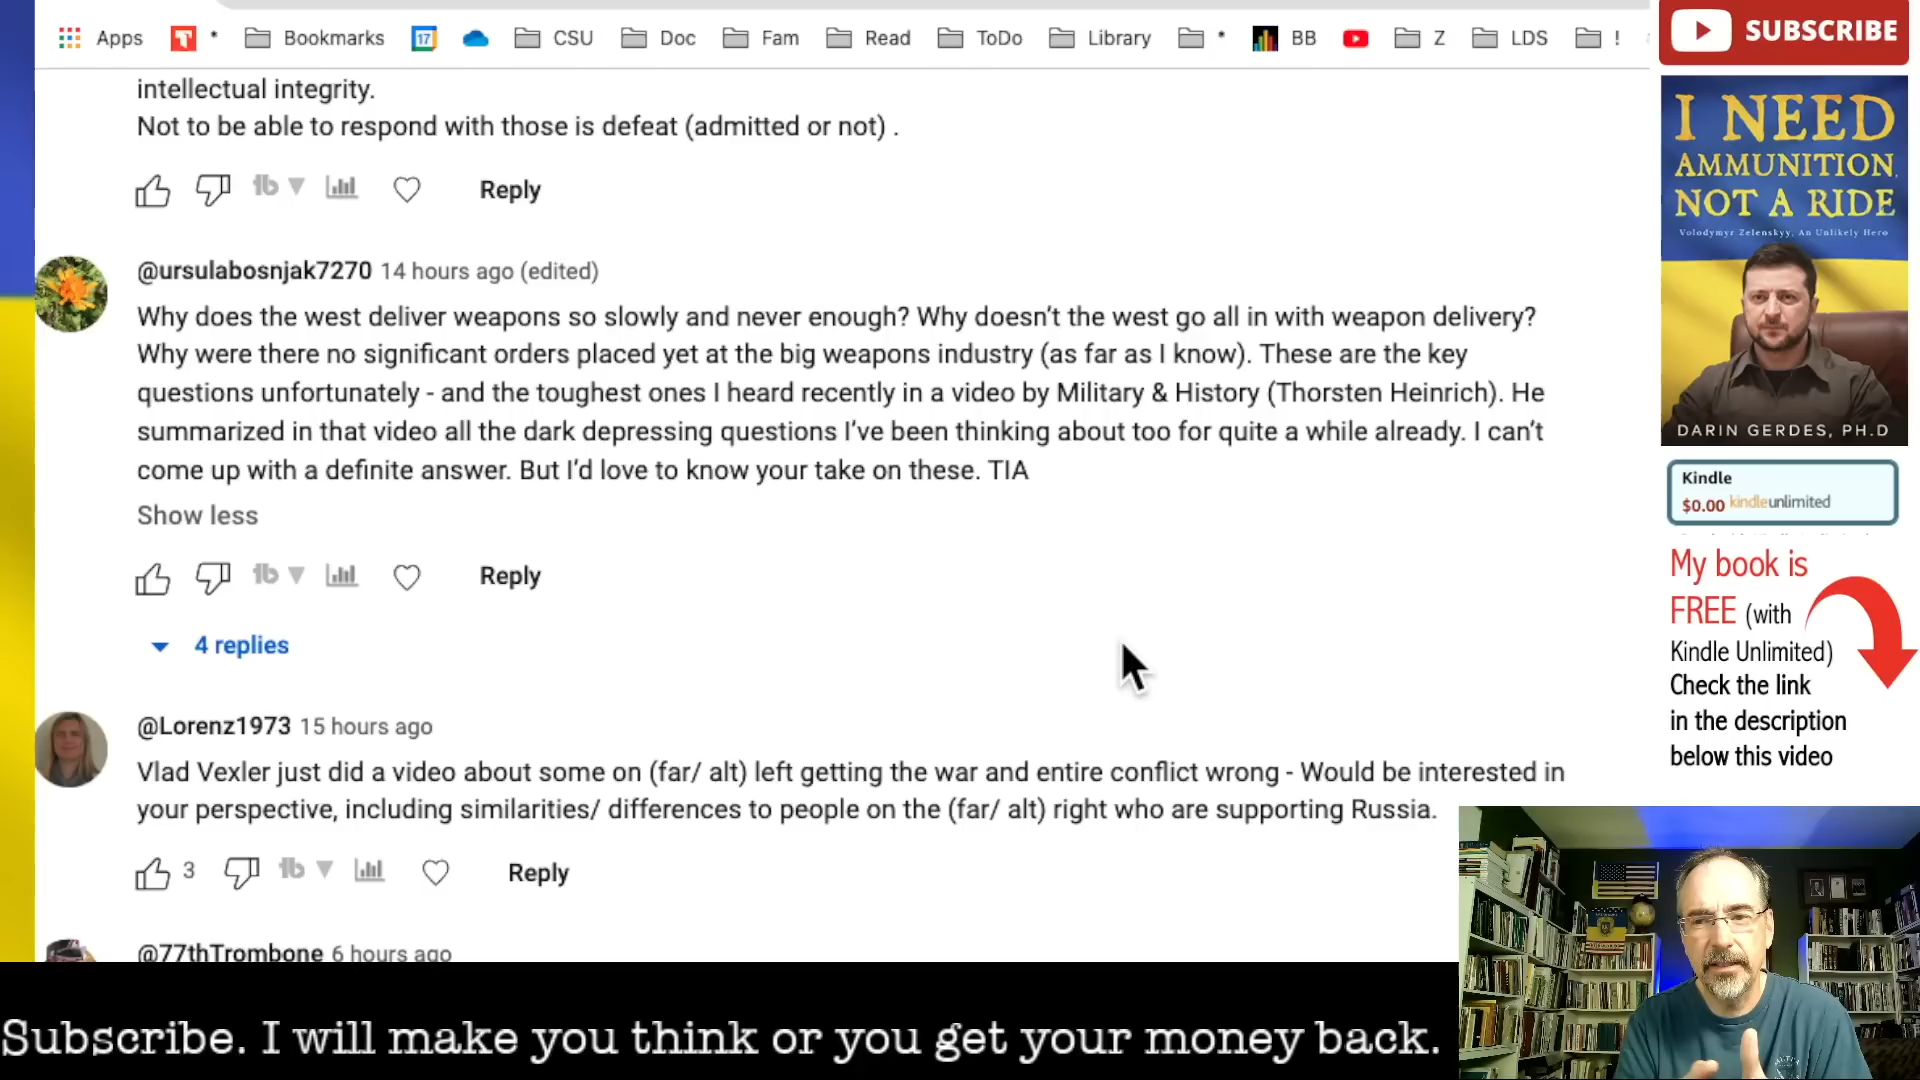 Apps
*
Bookmarks
17
CSU
Doc
Fam
Read
ToDo
Library
*
BB
Z
LDS
!
SUBSCRIBE
intellectual integrity.
Not to be able to respond with those is defeat (admitted or not) .
Reply
@ursulabosnjak7270 14 hours ago (edited)
Why does the west deliver weapons so slowly and never enough? Why doesn’t the west go all in with weapon delivery?
Why were there no significant orders placed yet at the big weapons industry (as far as I know). These are the key
questions unfortunately - and the toughest ones I heard recently in a video by Military & History (Thorsten Heinrich). He
summarized in that video all the dark depressing questions I’ve been thinking about too for quite a while already. I can’t
come up with a definite answer. But I’d love to know your take on these. TIA
Show less
Reply
4 replies
@Lorenz1973 15 hours ago
Vlad Vexler just did a video about some on (far/ alt) left getting the war and entire conflict wrong - Would be interested in
your perspective, including similarities/ differences to people on the (far/ alt) right who are supporting Russia.
3
Reply
@77thTrombone 6 hours ago
I NEED
AMMUNITION,
NOT A RIDE
Volodymyr Zelenskyy, An Unlikely Hero
DARIN GERDES, PH.D
Kindle
$0.00 kindleunlimited
My book is
FREE (with
Kindle Unlimited)
Check the link
in the description
below this video
Subscribe. I will make you think or you get your money back.